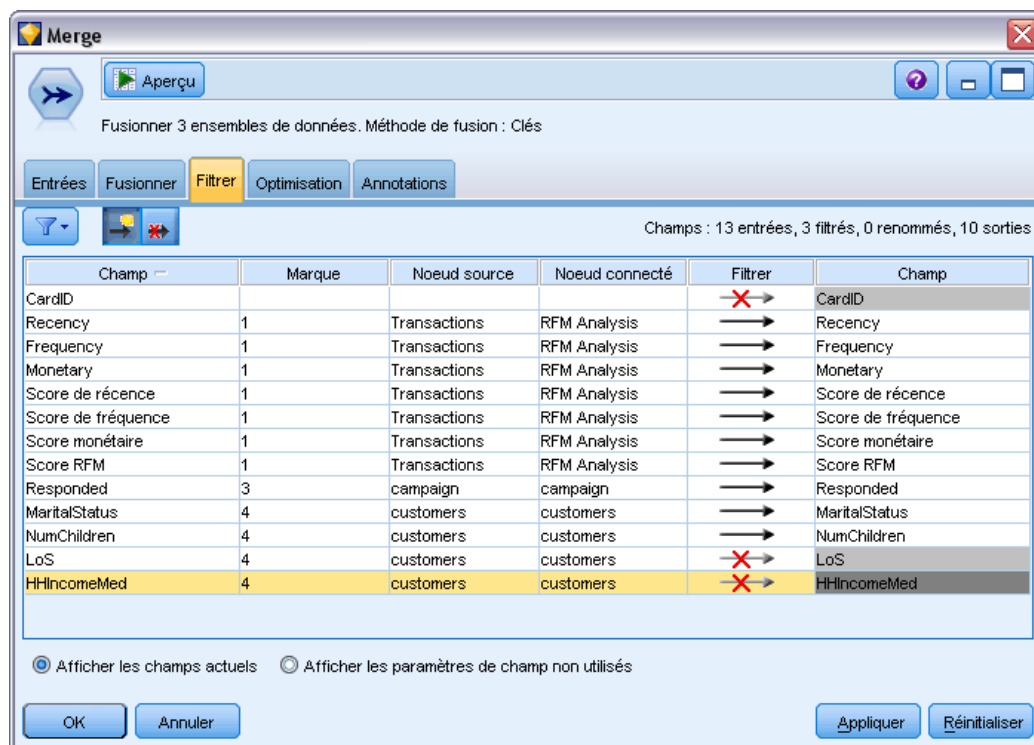 Merge
Aperçu
Fusionner 3 ensembles de données. Méthode de fusion : Clés
Entrées Fusionner Filtrer Optimisation Annotations
Champs : 13 entrées, 3 filtrés, 0 renommés, 10 sorties
Champ Marque Noeud source Noeud connecté Filtrer Champ
CardID CardID
Recency 1 Transactions RFM Analysis Recency
Frequency 1 Transactions RFM Analysis Frequency
Monetary 1 Transactions RFM Analysis Monetary
Score de récence 1 Transactions RFM Analysis Score de récence
Score de fréquence 1 Transactions RFM Analysis Score de fréquence
Score monétaire 1 Transactions RFM Analysis Score monétaire
Score RFM 1 Transactions RFM Analysis Score RFM
Responded 3 campaign campaign Responded
MaritalStatus 4 customers customers MaritalStatus
NumChildren 4 customers customers NumChildren
LoS 4 customers customers LoS
HHIncomeMed 4 customers customers HHIncomeMed
Afficher les champs actuels Afficher les paramètres de champ non utilisés
OK Annuler Appliquer Réinitialiser